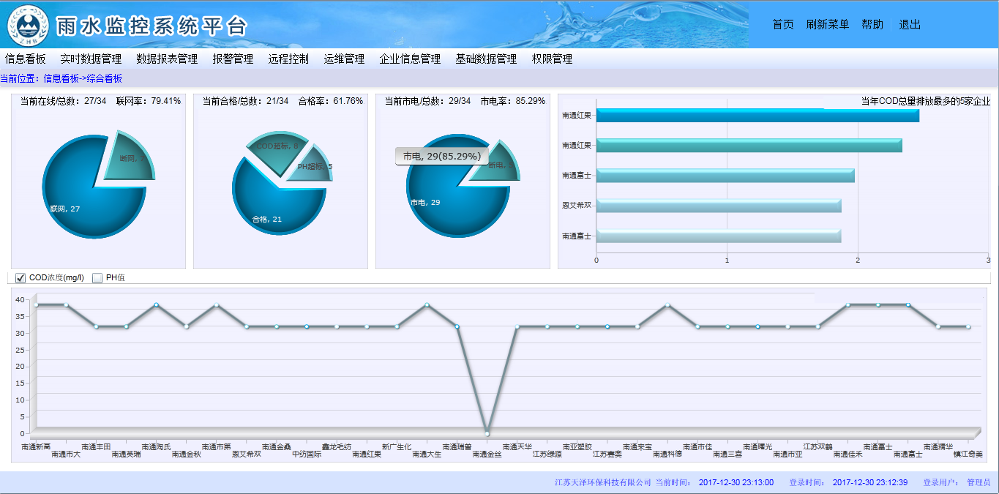 雨水监控系统平台
ZHB
首页 刷新菜单 帮助 退出
信息看板 实时数据管理 数据报表管理 报警管理 远程控制 运维管理 企业信息管理 基础数据管理 权限管理
当前位置：信息看板->综合看板
当前在线/总数：27/34 联网率：79.41%
断网, 7
联网, 27
当前合格/总数：21/34 合格率：61.76%
COD超标, 8
PH超标, 5
合格, 21
当前市电/总数：29/34 市电率：85.29%
市电, 29(85.29%)
断电, 5
市电, 29
当年COD总量排放最多的5家企业
南通红果
南通红果
南通富士
恩艾希双
南通富士
0 1 2 3
COD浓度(mg/l) PH值
40
35
30
25
20
15
10
5
0
南通新高 南通丰田 南通陶氏 南通市第 南通金桑 鑫龙毛纺 新广生化 南通瑞普 南通天华 南亚塑胶 南通来宝 南通市佳 南通曙光 江苏双鹤 南通富士 南通精华
南通市大 南通英瑞 南通金秋 恩艾希双 中纺国际 南通红果 南通大生 南通金丝 江苏绿源 江苏赛奥 南通科德 南通三喜 南通市亚 南通佳禾 南通富士 镇江奇美
江苏天泽环保科技有限公司 当前时间： 2017-12-30 23:13:00 登录时间： 2017-12-30 23:12:39 登录用户： 管理员